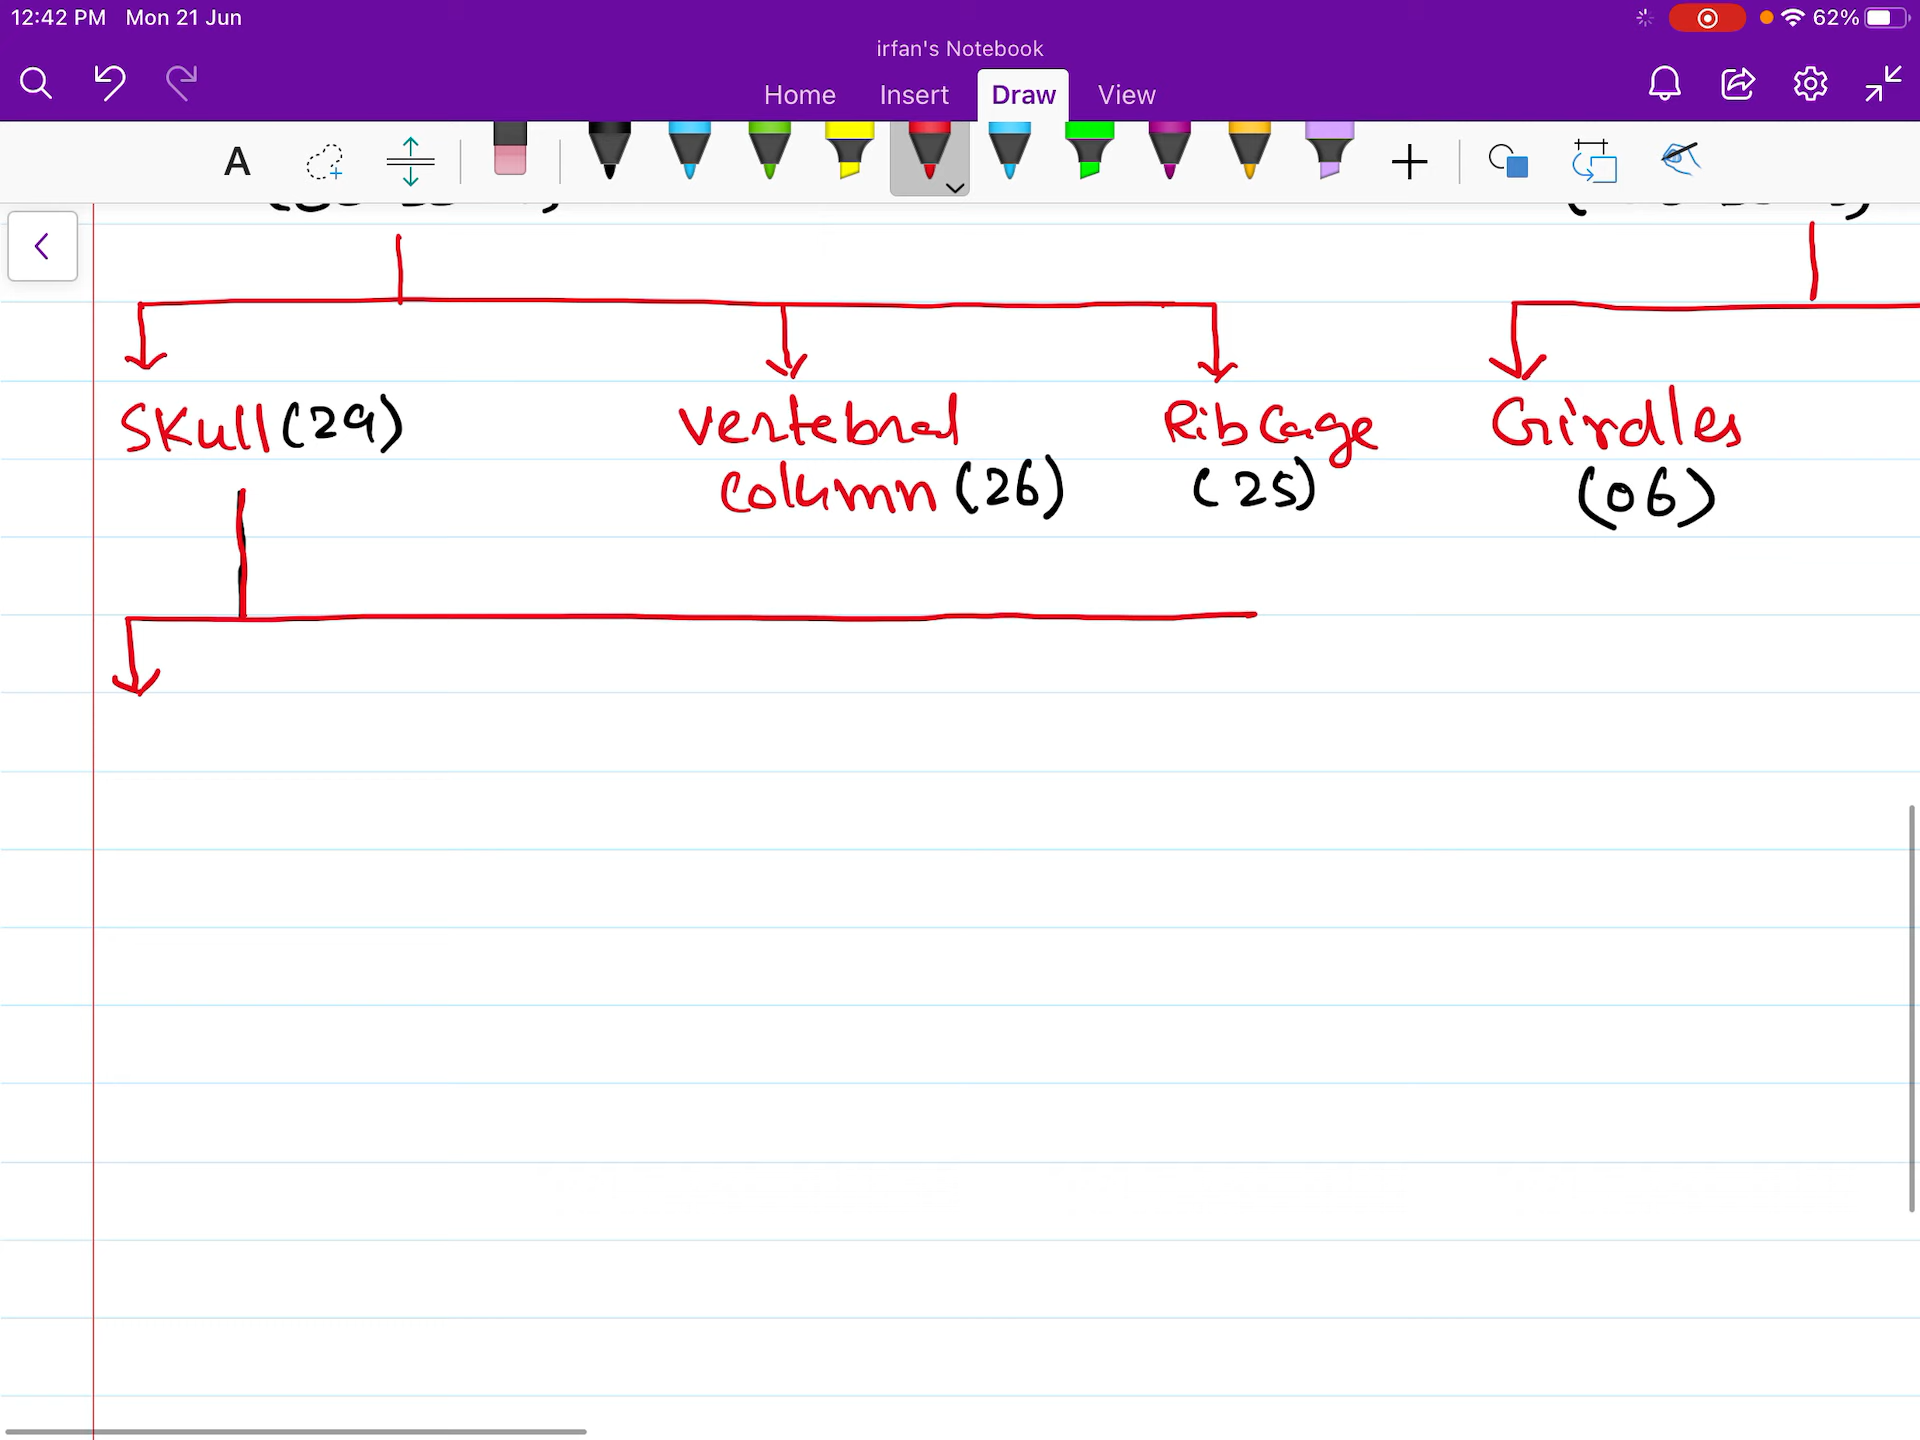 12:42 PM Mon 21 Jun 62%
irfan's Notebook
Home Insert Draw View
A
Skull (29) Vertebral Rib Cage Girdles
Column (26) (25) (06)